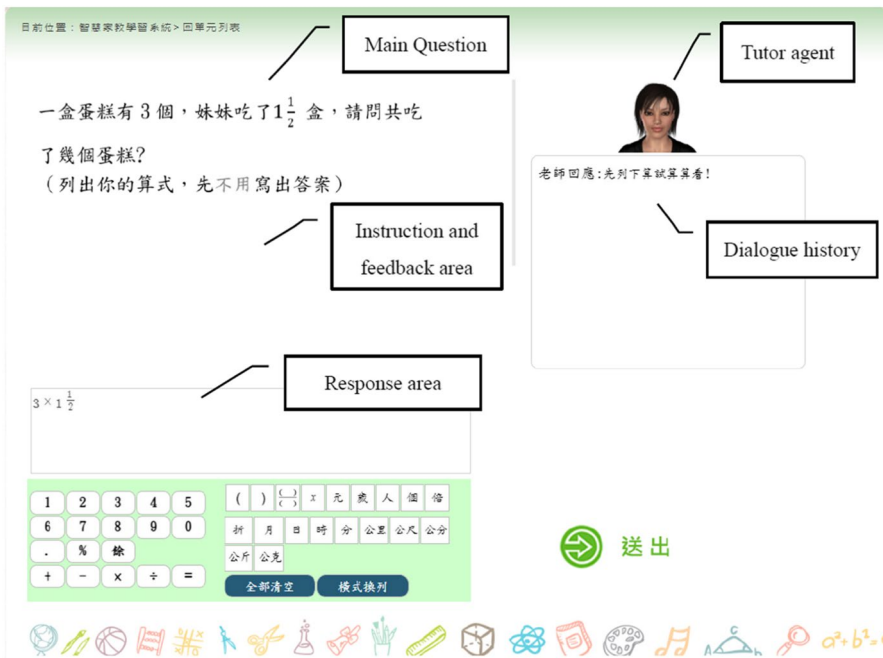 目前位置：智慧家教學習系統>回單元列表
Main Question
Tutor agent
一盒蛋糕有 3 個，妹妹吃了1 1/2 盒，請問共吃
了幾個蛋糕?
（列出你的算式，先不用寫出答案）
老師回應:先列下算試算算看!
Instruction and
feedback area
Dialogue history
Response area
3 × 1 1/2
1 2 3 4 5
6 7 8 9 0
. % 餘
+ - x ÷ =
( ) ( )/( ) x 元 歲 人 個 倍
折 月 日 時 分 公里 公尺 公分
公斤 公克
全部清空 橫式換列
送出
a²+b²=